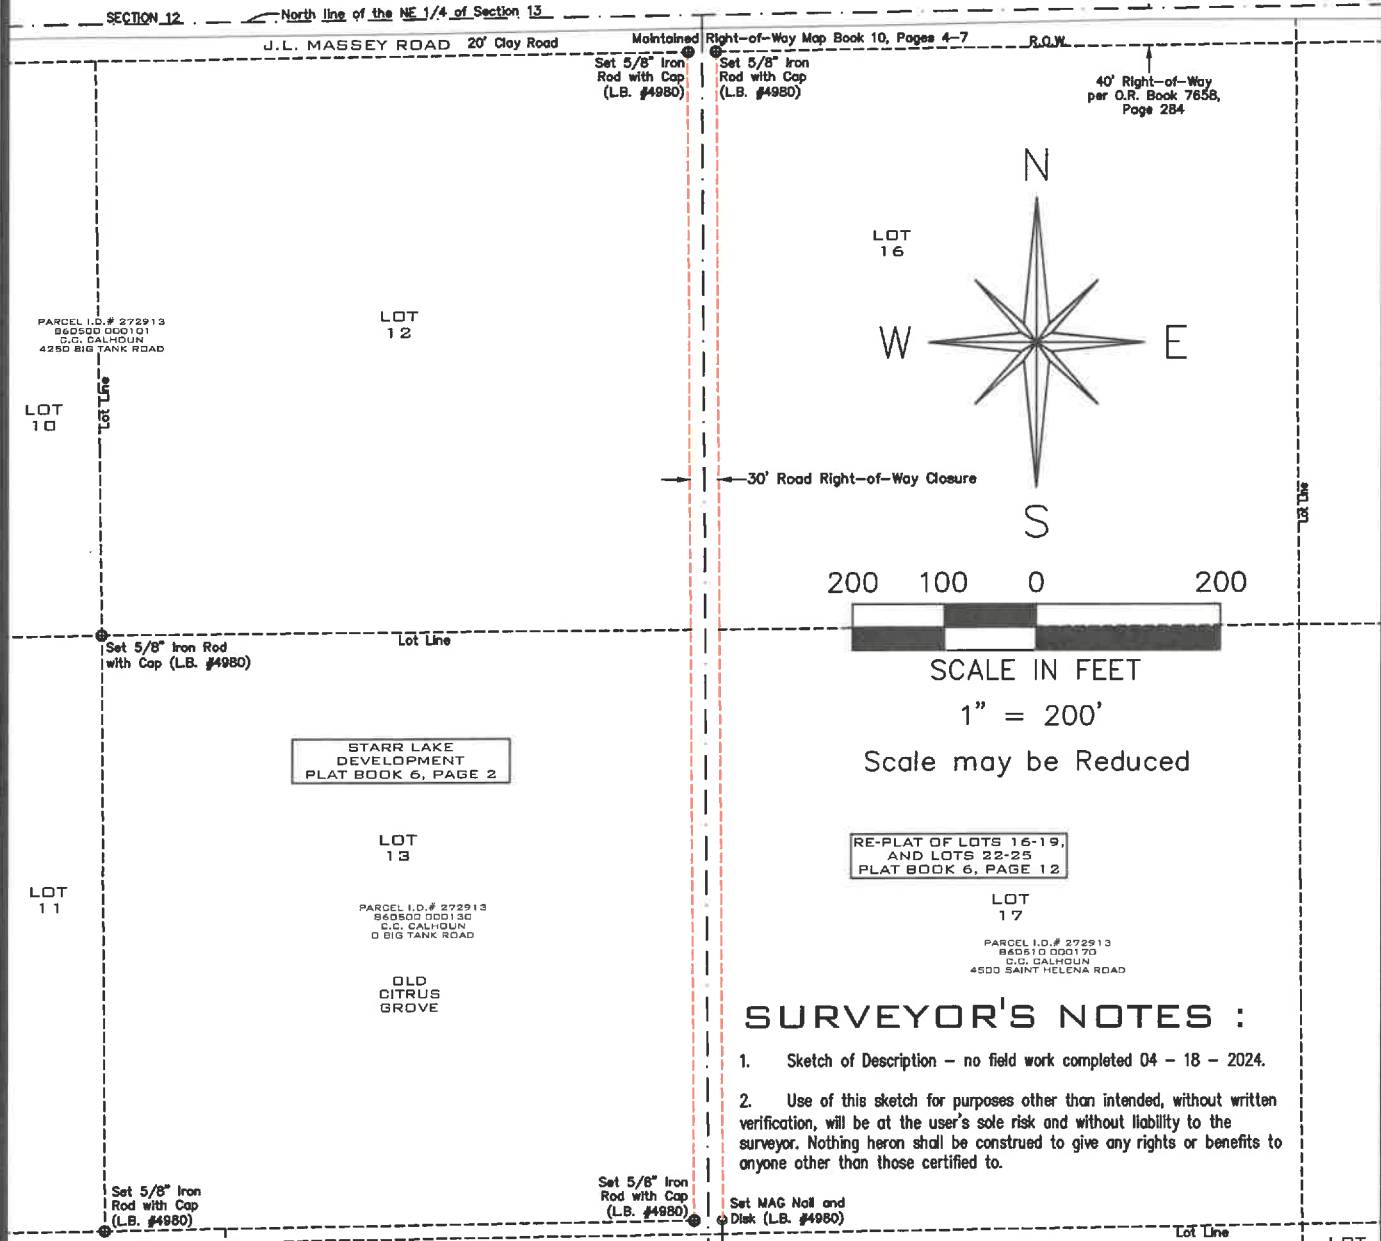 SECTION 12
North line of the NE 1/4 of Section 13
J.L. MASSEY ROAD 20' Clay Road
Maintained Right-of-Way Map Book 10, Pages 4-7
R.O.W.
Set 5/8" Iron
Rod with Cap
(L.B. #4980)
Set 5/8" Iron
Rod with Cap
(L.B. #4980)
40' Right-of-Way
per O.R. Book 7658,
Page 284
N
W
E
S
LOT
16
PARCEL I.D.# 272913
860500 000101
C.C. CALHOUN
4250 BIG TANK ROAD
LOT
12
Lot Line
LOT
10
30' Road Right-of-Way Closure
Lot Line
200 100 0 200
SCALE IN FEET
1" = 200'
Scale may be Reduced
Set 5/8" Iron Rod
with Cap (L.B. #4980)
Lot Line
STARR LAKE
DEVELOPMENT
PLAT BOOK 6, PAGE 2
LOT
13
RE-PLAT OF LOTS 16-19,
AND LOTS 22-25
PLAT BOOK 6, PAGE 12
LOT
11
PARCEL I.D.# 272913
860500 000130
C.C. CALHOUN
0 BIG TANK ROAD
LOT
17
PARCEL I.D.# 272913
860510 000170
C.C. CALHOUN
4500 SAINT HELENA ROAD
OLD
CITRUS
GROVE
SURVEYOR'S NOTES :
1. Sketch of Description - no field work completed 04 - 18 - 2024.
2. Use of this sketch for purposes other than intended, without written
verification, will be at the user's sole risk and without liability to the
surveyor. Nothing heron shall be construed to give any rights or benefits to
anyone other than those certified to.
Set 5/8" Iron
Rod with Cap
(L.B. #4980)
Set 5/8" Iron
Rod with Cap
(L.B. #4980)
Set MAG Nail and
Disk (L.B. #4980)
Lot Line
LOT